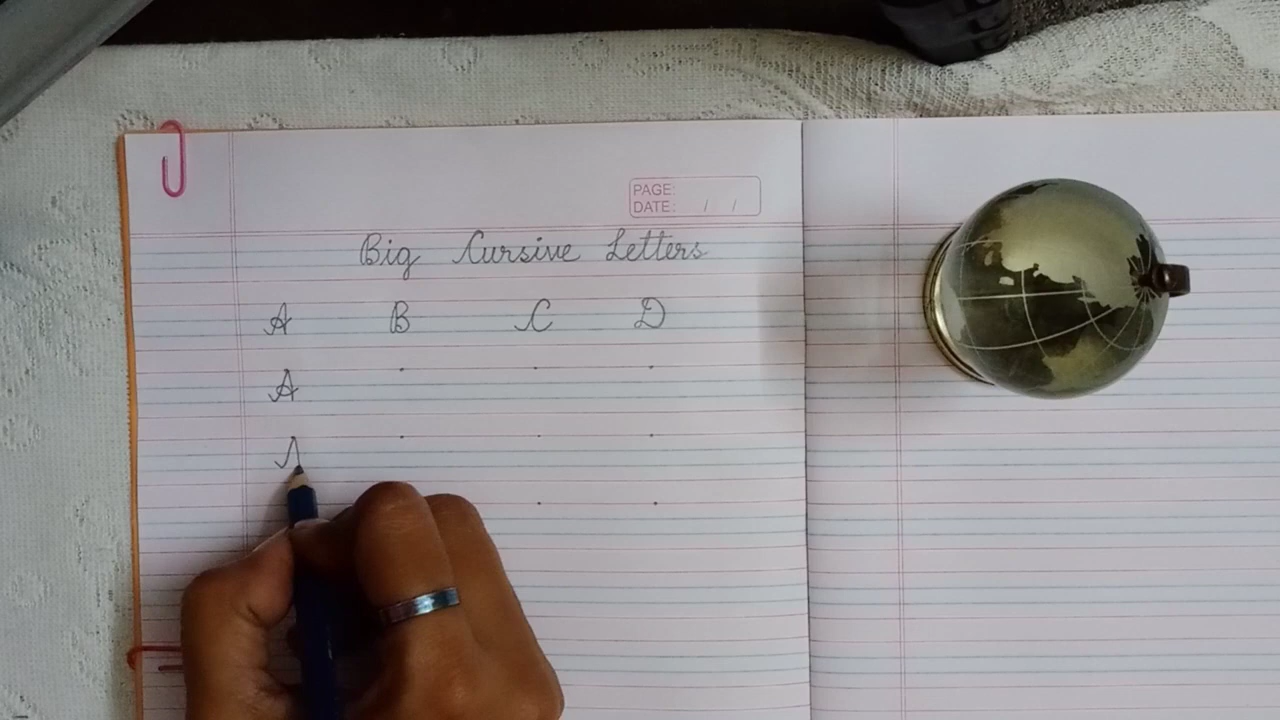 PAGE:
DATE: / /
Big Cursive Letters
A B C D
A